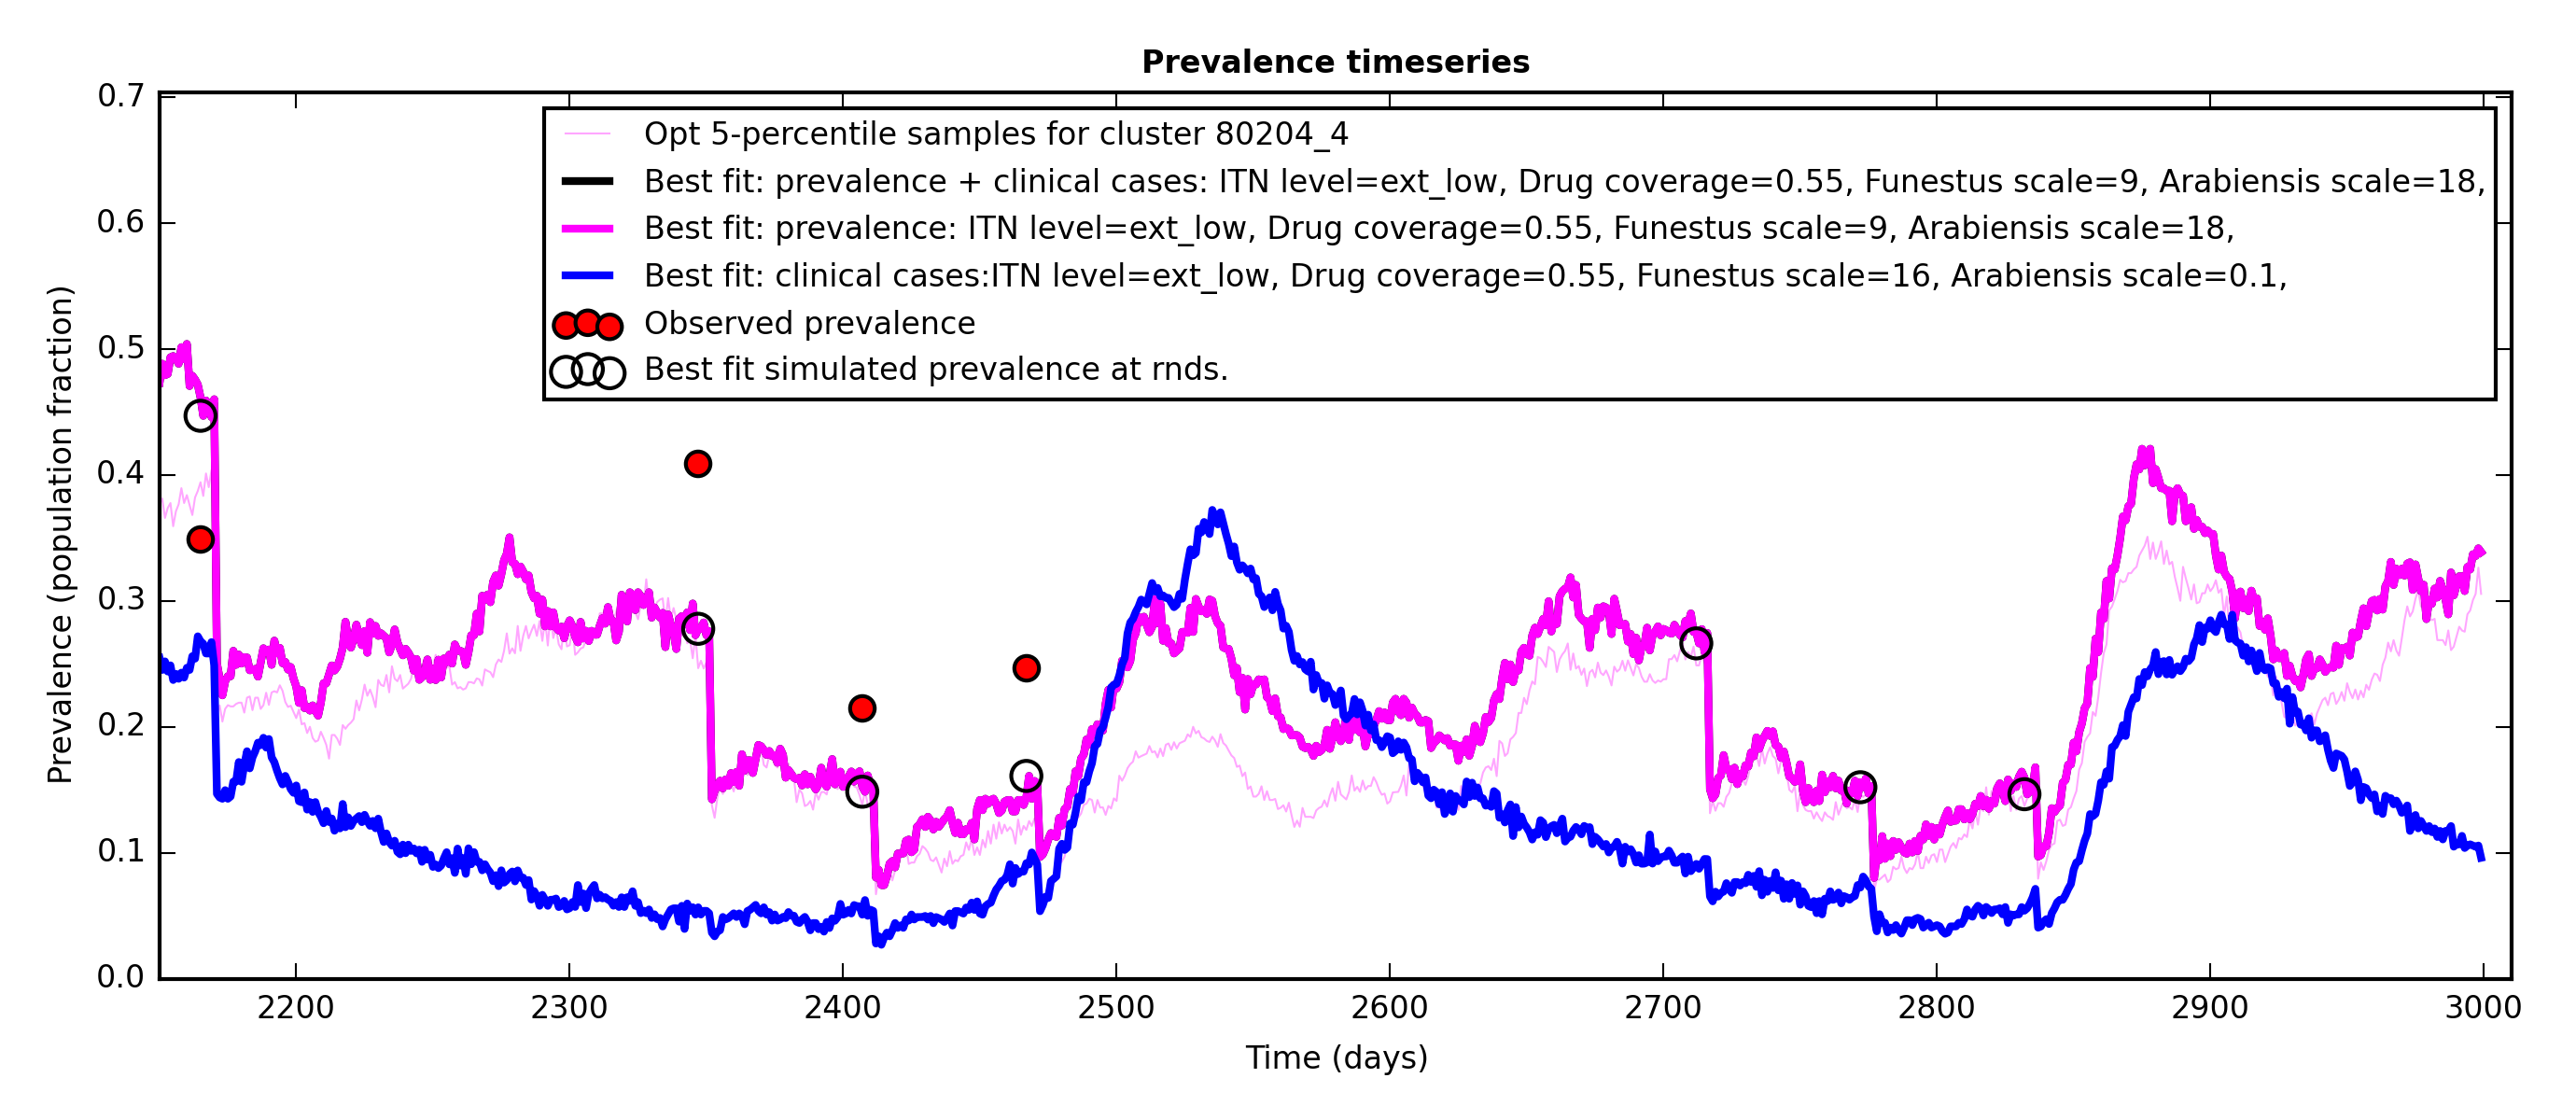 Prevalence timeseries
0.7
0.6
0.5
0.4
0.3
0.2
0.1
0.0
Prevalence (population fraction)
Opt 5-percentile samples for cluster 80204_4
Best fit: prevalence + clinical cases: ITN level=ext_low, Drug coverage=0.55, Funestus scale=9, Arabiensis scale=18,
Best fit: prevalence: ITN level=ext_low, Drug coverage=0.55, Funestus scale=9, Arabiensis scale=18,
Best fit: clinical cases:ITN level=ext_low, Drug coverage=0.55, Funestus scale=16, Arabiensis scale=0.1,
Observed prevalence
Best fit simulated prevalence at rnds.
2200 2300 2400 2500 2600 2700 2800 2900 3000
Time (days)